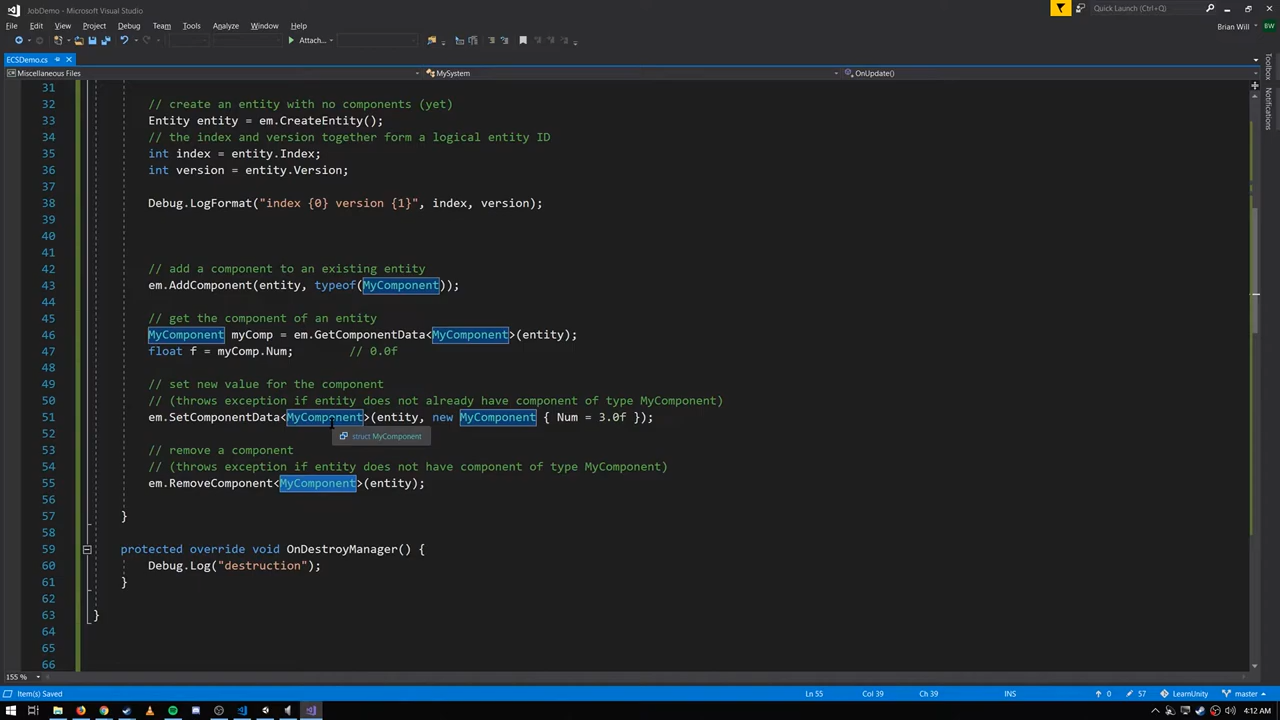 JobDemo - Microsoft Visual Studio
Quick Launch (Ctrl+Q)
File Edit View Project Debug Team Tools Analyze Window Help
Brian Will BW
Attach...
ECSDemo.cs
Toolbox
Notifications
Miscellaneous Files MySystem OnUpdate()
31
32 // create an entity with no components (yet)
33 Entity entity = em.CreateEntity();
34 // the index and version together form a logical entity ID
35 int index = entity.Index;
36 int version = entity.Version;
37
38 Debug.LogFormat("index {0} version {1}", index, version);
39
40
41
42 // add a component to an existing entity
43 em.AddComponent(entity, typeof(MyComponent));
44
45 // get the component of an entity
46 MyComponent myComp = em.GetComponentData<MyComponent>(entity);
47 float f = myComp.Num; // 0.0f
48
49 // set new value for the component
50 // (throws exception if entity does not already have component of type MyComponent)
51 em.SetComponentData<MyComponent>(entity, new MyComponent { Num = 3.0f });
52 struct MyComponent
53 // remove a component
54 // (throws exception if entity does not have component of type MyComponent)
55 em.RemoveComponent<MyComponent>(entity);
56
57 }
58
59 protected override void OnDestroyManager() {
60 Debug.Log("destruction");
61 }
62
63 }
64
65
66
155 %
Item(s) Saved Ln 55 Col 39 Ch 39 INS 0 57 LearnUnity master
4:12 AM